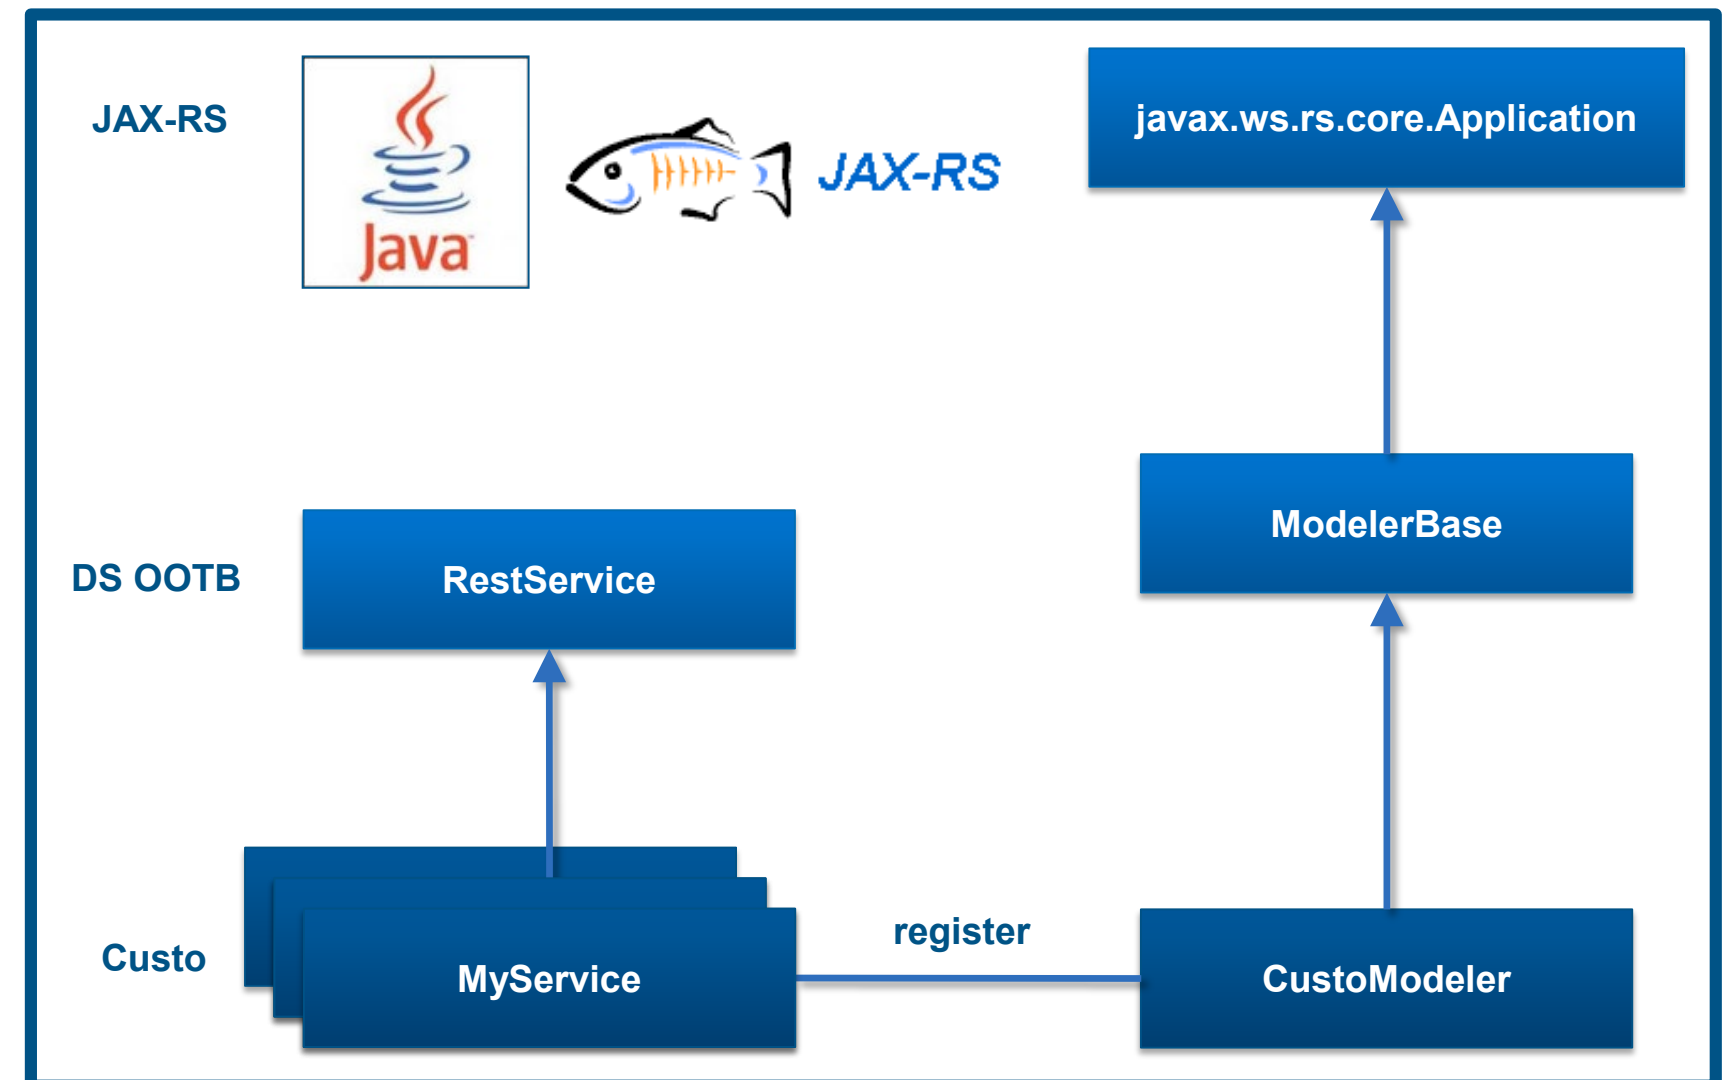 JAX-RS
Java
JAX-RS
javax.ws.rs.core.Application
ModelerBase
DS OOTB
RestService
Custo
MyService
register
CustoModeler